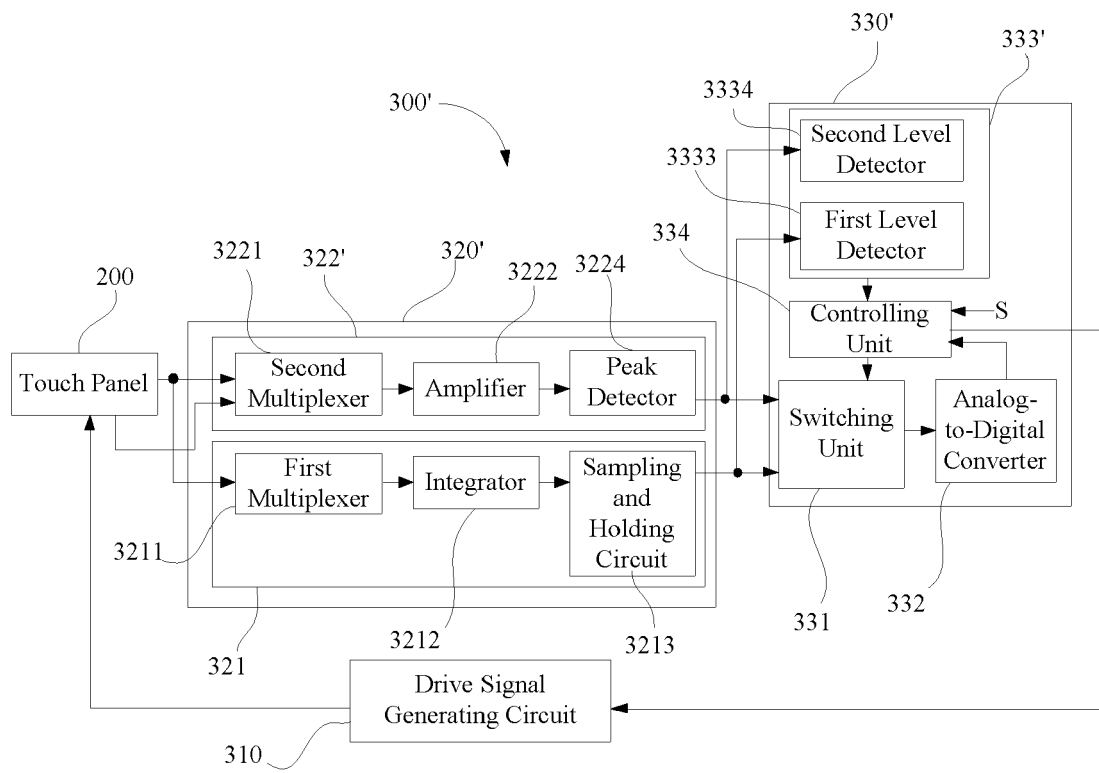 330'
333'
300'
3334
Second Level
Detector
3333
First Level
Detector
334
3221
322'
320'
3222
3224
200
Controlling
Unit
S
Touch Panel
Second
Multiplexer
Amplifier
Peak
Detector
Switching
Unit
Analog-
to-Digital
Converter
First
Multiplexer
Integrator
Sampling
and
Holding
Circuit
3211
321
3212
3213
331
332
Drive Signal
Generating Circuit
310